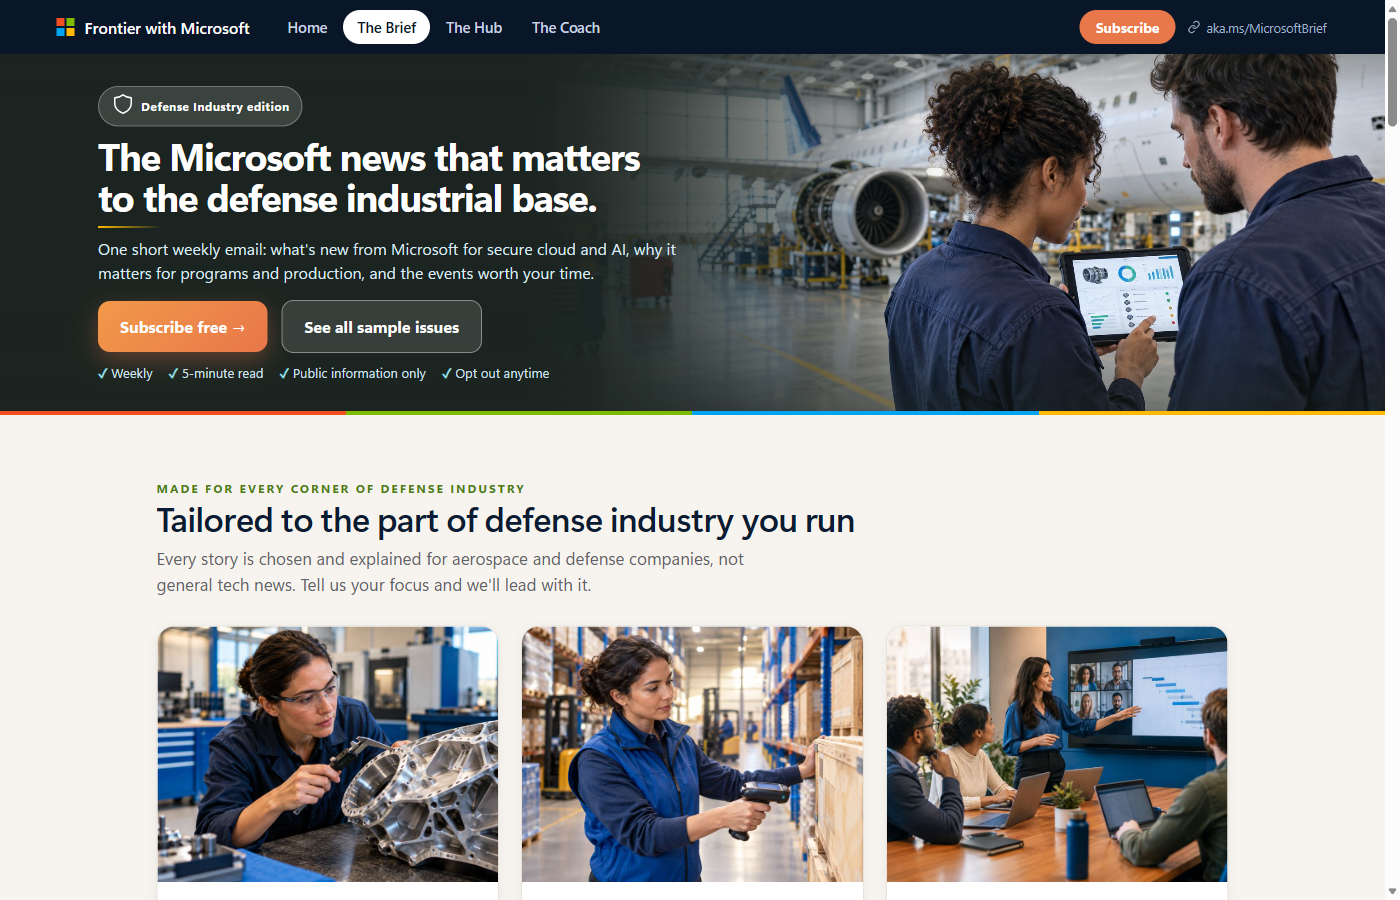 Frontier with Microsoft
Home
The Brief
The Hub
The Coach
Subscribe
aka.ms/MicrosoftBrief
Defense Industry edition
The Microsoft news that matters
to the defense industrial base.
One short weekly email: what's new from Microsoft for secure cloud and AI, why it
matters for programs and production, and the events worth your time.
Subscribe free →
See all sample issues
✓ Weekly
✓ 5-minute read
✓ Public information only
✓ Opt out anytime
MADE FOR EVERY CORNER OF DEFENSE INDUSTRY
Tailored to the part of defense industry you run
Every story is chosen and explained for aerospace and defense companies, not
general tech news. Tell us your focus and we'll lead with it.